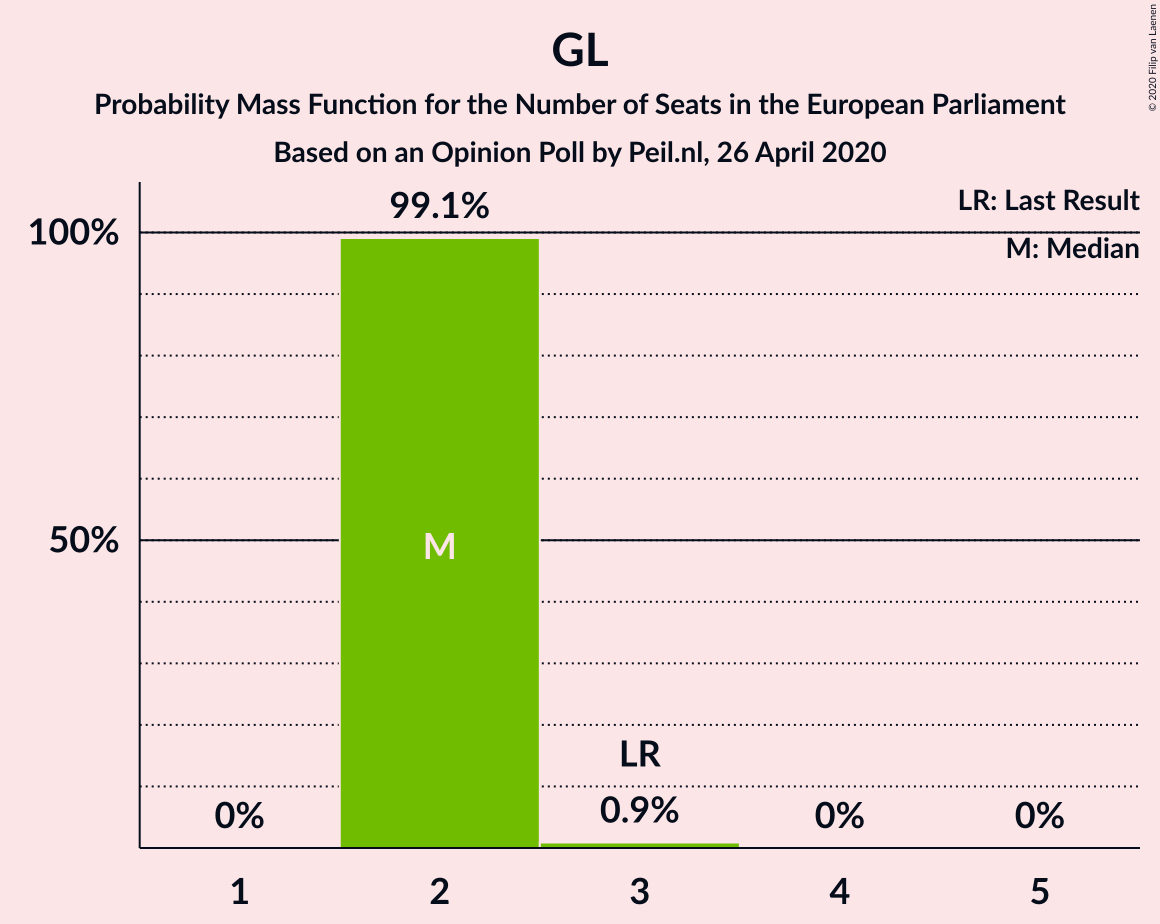 GL
Probability Mass Function for the Number of Seats in the European Parliament
Based on an Opinion Poll by Peil.nl, 26 April 2020
© 2020 Filip van Laenen
LR: Last Result
M: Median
99.1%
100%
50%
M
LR
0%
0.9%
0%
0%
1
2
3
4
5